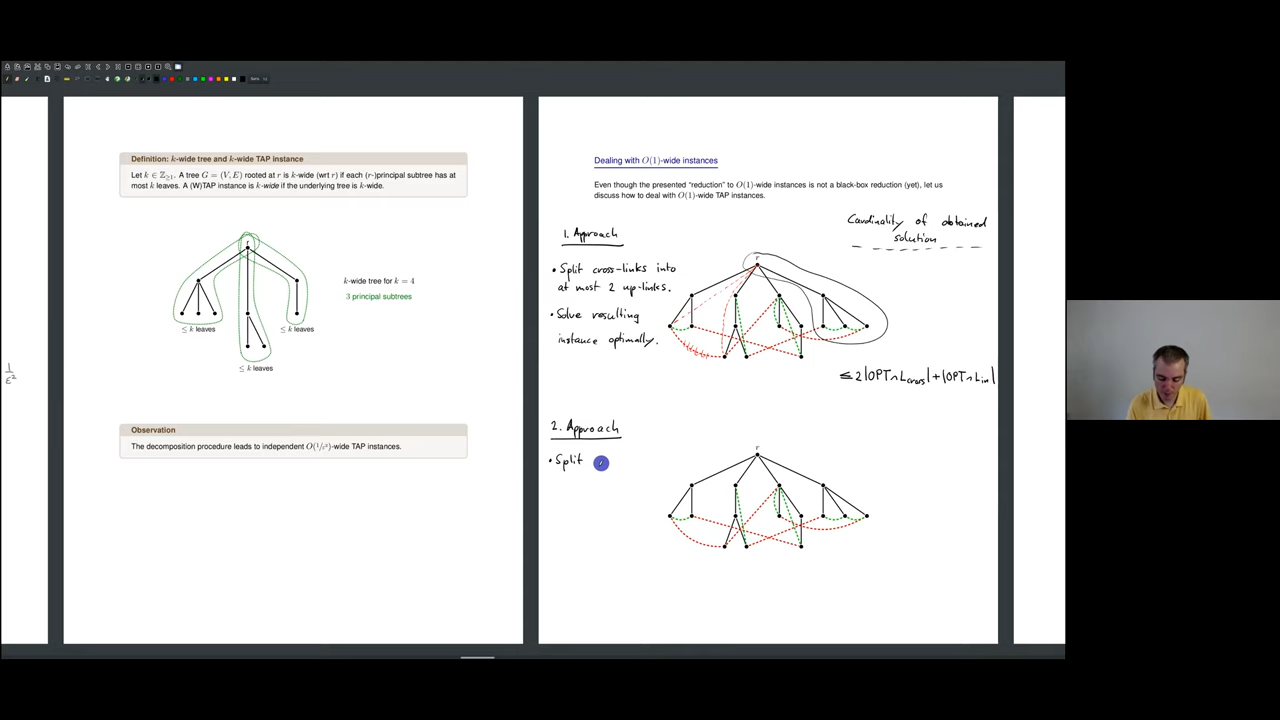 1
ε²
Definition: k-wide tree and k-wide TAP instance
Let k ∈ ℤ≥1. A tree G = (V, E) rooted at r is k-wide (wrt r) if each (r-)principal subtree has at
most k leaves. A (W)TAP instance is k-wide if the underlying tree is k-wide.
r
k-wide tree for k = 4
3 principal subtrees
≤ k leaves
≤ k leaves
≤ k leaves
Observation
The decomposition procedure leads to independent O(1/ε²)-wide TAP instances.
Dealing with O(1)-wide instances
Even though the presented “reduction” to O(1)-wide instances is not a black-box reduction (yet), let us
discuss how to deal with O(1)-wide TAP instances.
Cardinality of obtained
solution
1. Approach
• Split cross-links into
at most 2 up-links.
• Solve resulting
instance optimally.
r
≤ 2|OPT∩Lcross|+|OPT∩Lin|
2. Approach
• Split
r